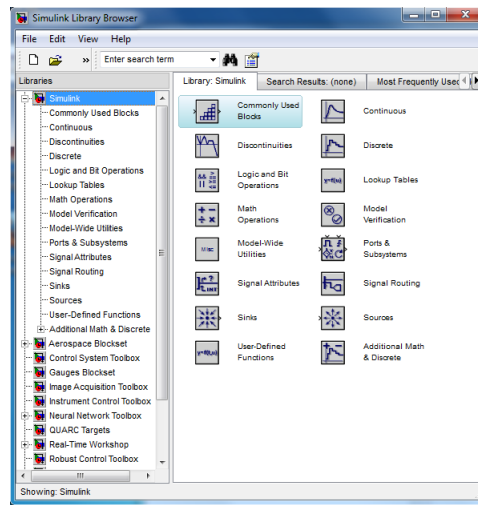 Simulink Library Browser
File Edit View Help
» Enter search term
Libraries
Library: Simulink Search Results: (none) Most Frequently Used
Simulink
Commonly Used Blocks
Continuous
Discontinuities
Discrete
Logic and Bit Operations
Lookup Tables
Math Operations
Model Verification
Model-Wide Utilities
Ports & Subsystems
Signal Attributes
Signal Routing
Sinks
Sources
User-Defined Functions
Additional Math & Discrete
Aerospace Blockset
Control System Toolbox
Gauges Blockset
Image Acquisition Toolbox
Instrument Control Toolbox
Neural Network Toolbox
QUARC Targets
Real-Time Workshop
Robust Control Toolbox
Commonly Used
Blocks
Continuous
Discontinuities
Discrete
Logic and Bit
Operations
Lookup Tables
Math
Operations
Model
Verification
Misc
Model-Wide
Utilities
Ports &
Subsystems
Signal Attributes
Signal Routing
Sinks
Sources
User-Defined
Functions
Additional Math
& Discrete
Showing: Simulink